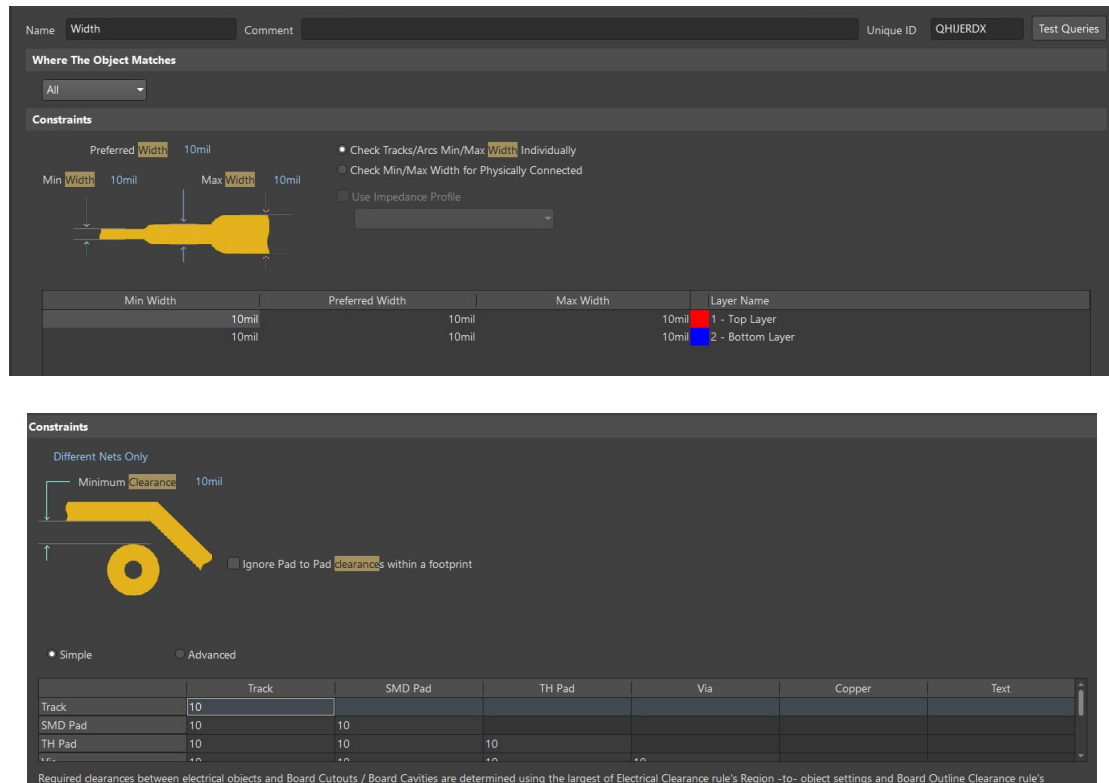 Name Width Comment Unique ID QHIJERDX Test Queries
Where The Object Matches
All
Constraints
Preferred Width 10mil
Check Tracks/Arcs Min/Max Width Individually
Min Width 10mil Max Width 10mil
Check Min/Max Width for Physically Connected
Use Impedance Profile
Min Width Preferred Width Max Width Layer Name
10mil 10mil 10mil 1 - Top Layer
10mil 10mil 10mil 2 - Bottom Layer
Constraints
Different Nets Only
Minimum Clearance 10mil
Ignore Pad to Pad clearances within a footprint
Simple Advanced
Track SMD Pad TH Pad Via Copper Text
Track 10
SMD Pad 10 10
TH Pad 10 10 10
Via 10 10 10 10
Required clearances between electrical objects and Board Cutouts / Board Cavities are determined using the largest of Electrical Clearance rule's Region -to- object settings and Board Outline Clearance rule's